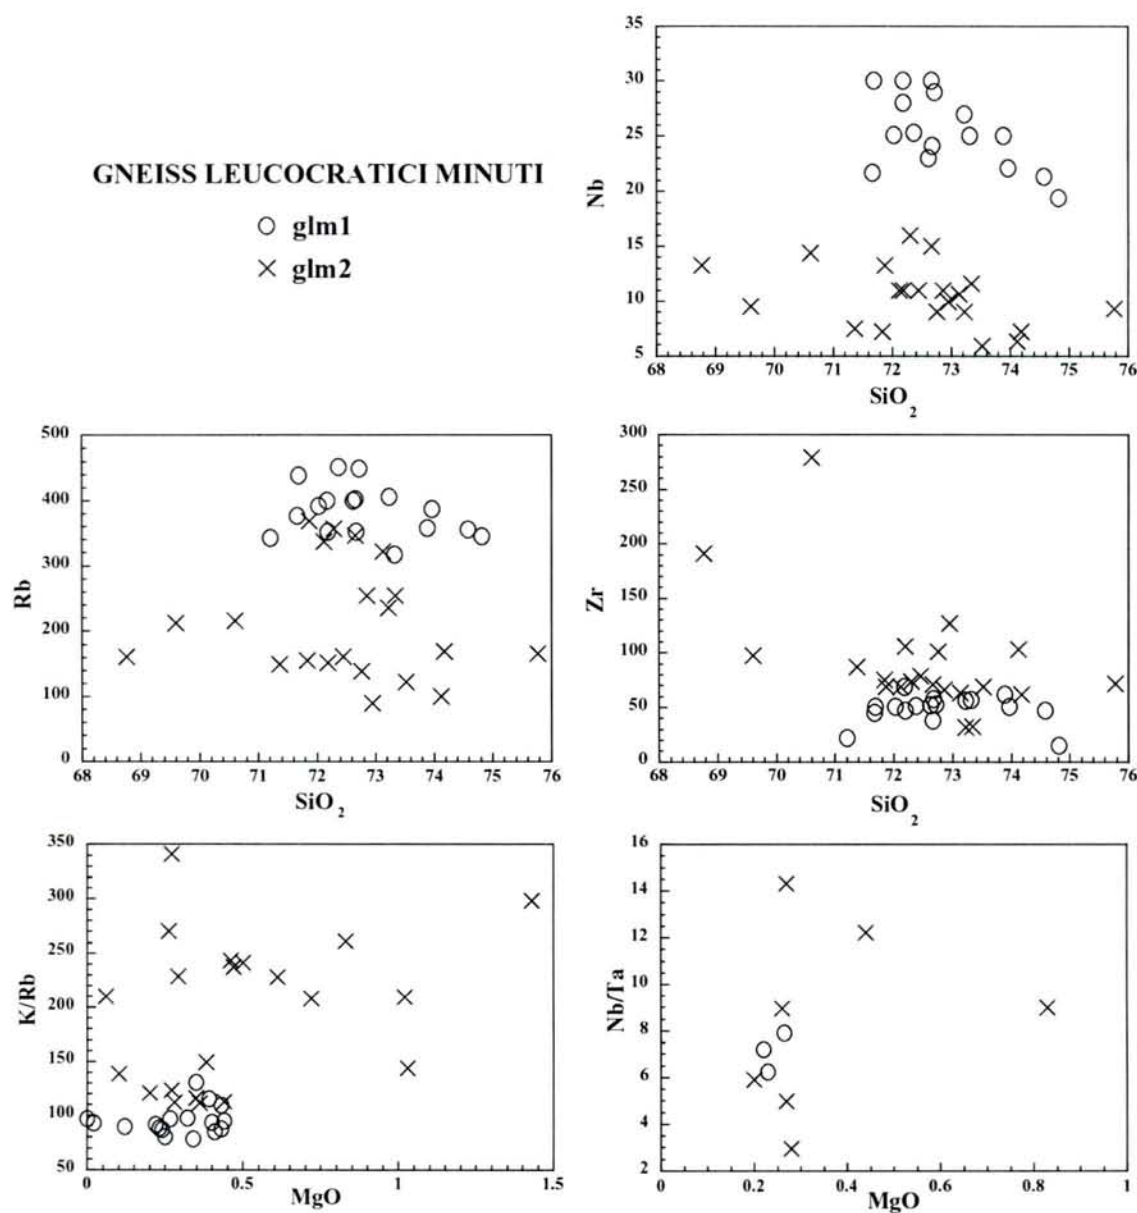 GNEISS LEUCOCRATICI MINUTI
glm1
glm2
35
30
25
20
15
10
5
Nb
68 69 70 71 72 73 74 75 76
SiO2
500
400
300
200
100
0
Rb
68 69 70 71 72 73 74 75 76
SiO2
300
250
200
150
100
50
0
Zr
68 69 70 71 72 73 74 75 76
SiO2
350
300
250
200
150
100
50
K/Rb
0 0.5 1 1.5
MgO
16
14
12
10
8
6
4
2
Nb/Ta
0 0.2 0.4 0.6 0.8 1
MgO